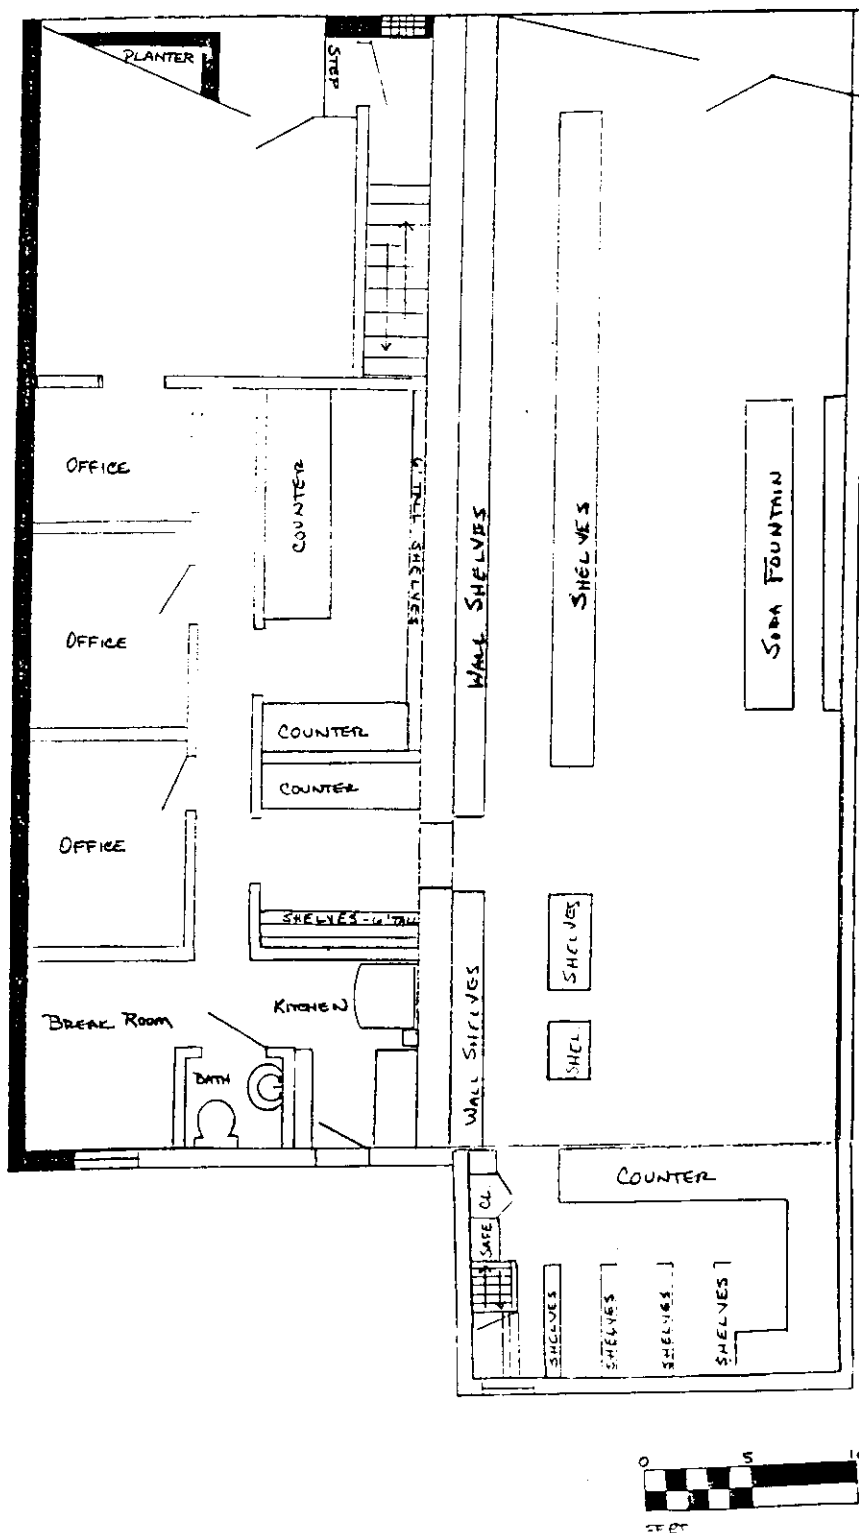 PLANTER
STEP
OFFICE
COUNTER
6' TALL SHELVES
WALL SHELVES
SHELVES
SODA FOUNTAIN
OFFICE
COUNTER
COUNTER
OFFICE
SHELVES - 6' TALL
SHELVES
BREAK ROOM
KITCHEN
WALL SHELVES
SHEL.
BATH
COUNTER
CL.
SAFE
SHELVES
SHELVES
SHELVES
SHELVES
0 5